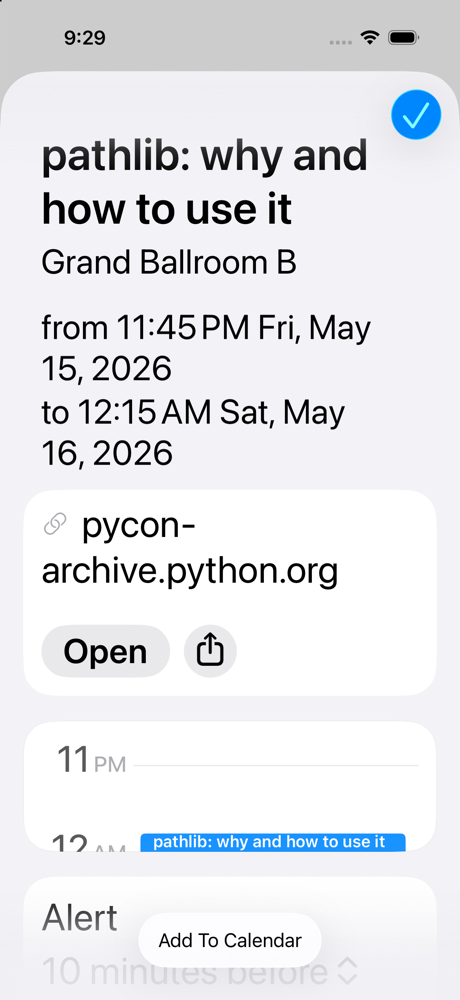 9:29
pathlib: why and
how to use it
Grand Ballroom B
from 11:45 PM Fri, May
15, 2026
to 12:15 AM Sat, May
16, 2026
pycon-
archive.python.org
Open
11 PM
12 AM
pathlib: why and how to use it
Alert
Add To Calendar
10 minutes before